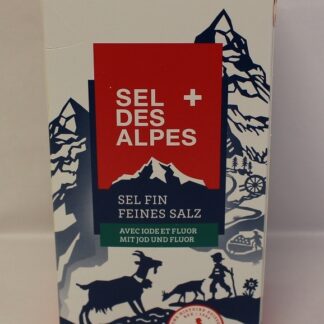 SEL +
DES
ALPES
SEL FIN
FEINES SALZ
AVEC IODE ET FLUOR
MIT JOD UND FLUOR